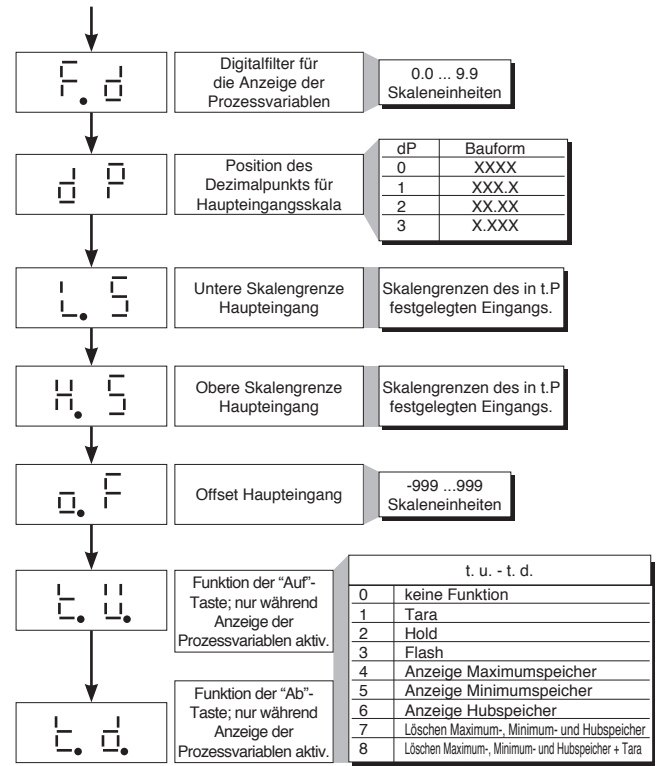 F.d
Digitalfilter für
die Anzeige der
Prozessvariablen
0.0 ... 9.9
Skaleneinheiten
d P
Position des
Dezimalpunkts für
Haupteingangsskala
dP Bauform
0 XXXX
1 XXX.X
2 XX.XX
3 X.XXX
L. S
Untere Skalengrenze
Haupteingang
Skalengrenzen des in t.P
festgelegten Eingangs.
H. S
Obere Skalengrenze
Haupteingang
Skalengrenzen des in t.P
festgelegten Eingangs.
o.F
Offset Haupteingang
-999 ...999
Skaleneinheiten
t.U.
Funktion der “Auf”-
Taste; nur während
Anzeige der
Prozessvariablen aktiv.
t. u. - t. d.
0 keine Funktion
1 Tara
2 Hold
3 Flash
4 Anzeige Maximumspeicher
5 Anzeige Minimumspeicher
6 Anzeige Hubspeicher
7 Löschen Maximum-, Minimum- und Hubspeicher
8 Löschen Maximum-, Minimum- und Hubspeicher + Tara
t.d.
Funktion der “Ab”-
Taste; nur während
Anzeige der
Prozessvariablen aktiv.